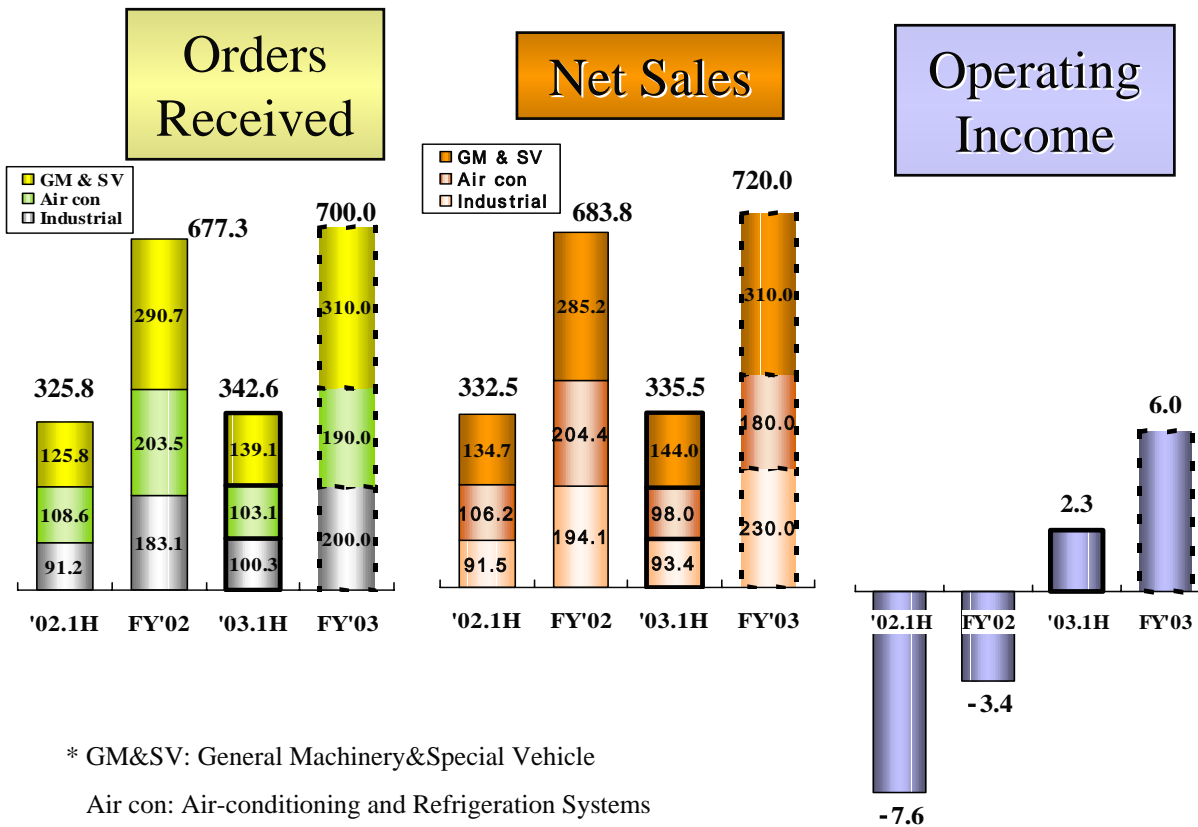 Orders
Received
GM & SV
Air con
Industrial
325.8
677.3
342.6
700.0
125.8
290.7
139.1
310.0
108.6
203.5
103.1
190.0
91.2
183.1
100.3
200.0
'02.1H
FY'02
'03.1H
FY'03
Net Sales
GM & SV
Air con
Industrial
332.5
683.8
335.5
720.0
134.7
285.2
144.0
310.0
106.2
204.4
98.0
180.0
91.5
194.1
93.4
230.0
'02.1H
FY'02
'03.1H
FY'03
Operating
Income
6.0
2.3
'02.1H
FY'02
'03.1H
FY'03
-3.4
-7.6
* GM&SV: General Machinery&Special Vehicle
Air con: Air-conditioning and Refrigeration Systems